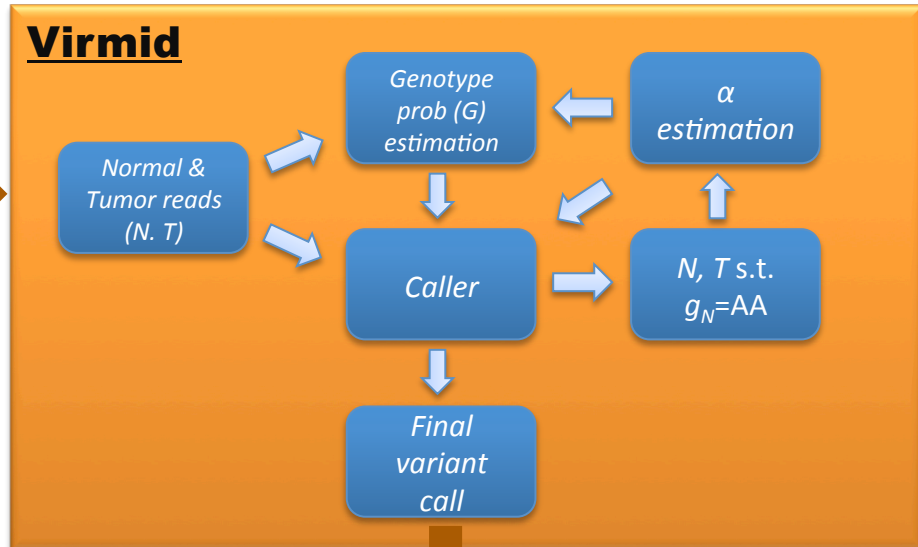 Virmid
Genotype
prob (G)
estimation
α
estimation
Normal &
Tumor reads
(N. T)
Caller
N, T s.t.
gN=AA
Final
variant
call